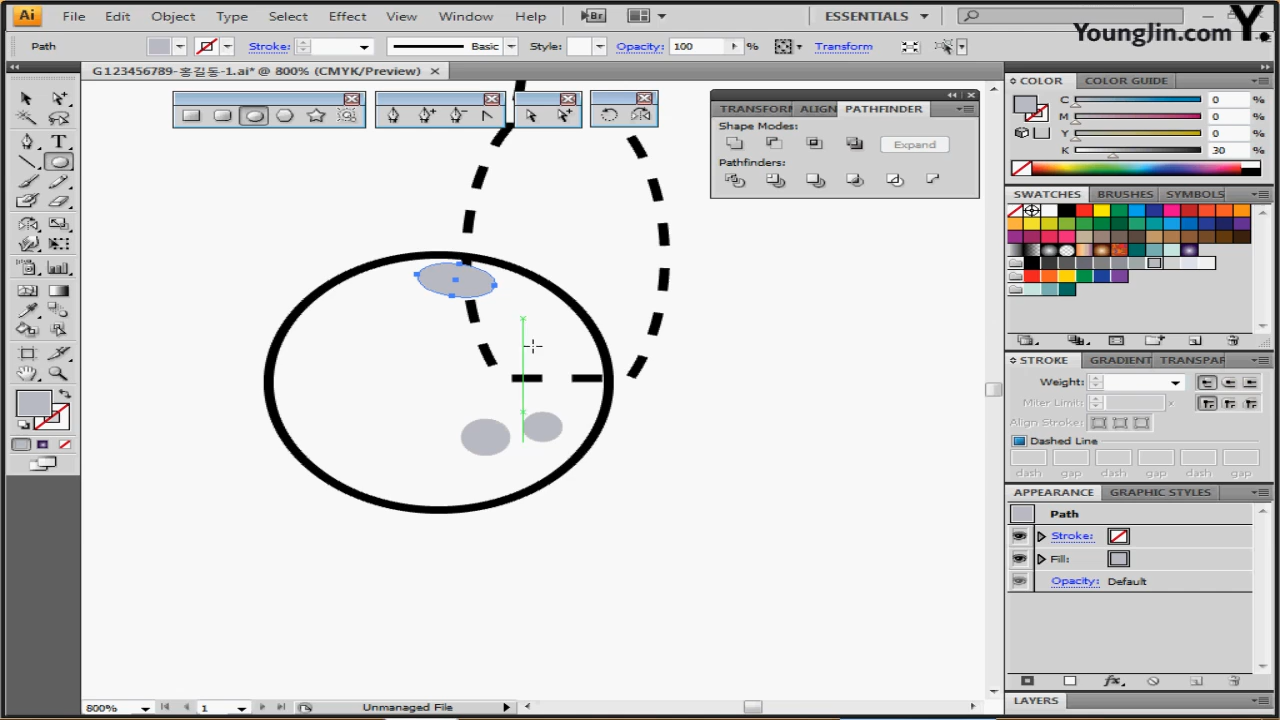 Ai File Edit Object Type Select Effect View Window Help Br ESSENTIALS
YoungJin.com Y.
Path Stroke: Basic Style: Opacity: 100 % Transform
G123456789-홍길동-1.ai* @ 800% (CMYK/Preview)
COLOR COLOR GUIDE
C 0 %
M 0 %
Y 0 %
K 30 %
TRANSFORM ALIGN PATHFINDER
Shape Modes:
Expand
Pathfinders:
SWATCHES BRUSHES SYMBOLS
STROKE GRADIENT TRANSPAR
Weight:
Miter Limit: x
Align Stroke:
Dashed Line
dash gap dash gap dash gap
APPEARANCE GRAPHIC STYLES
Path
Stroke:
Fill:
Opacity: Default
fx
LAYERS
800% 1 Unmanaged File